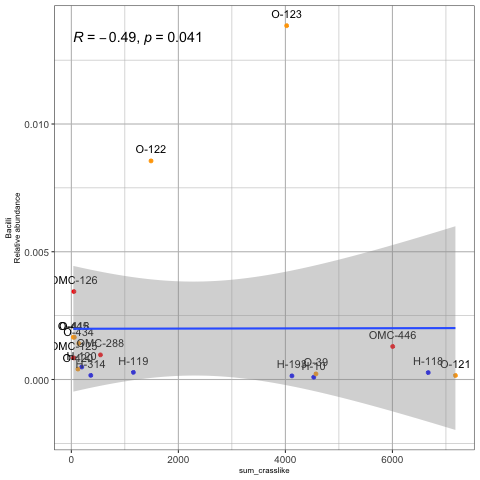 O-123
R = −0.49, p = 0.041
O-122
0.010
0.005
0.000
Bacilli
Relative abundance
OMC-126
O-434
OMC-288
OMC-446
H-120
H-314
H-119
O-39
H-10
H-118
O-121
0
2000
4000
6000
sum_crasslike